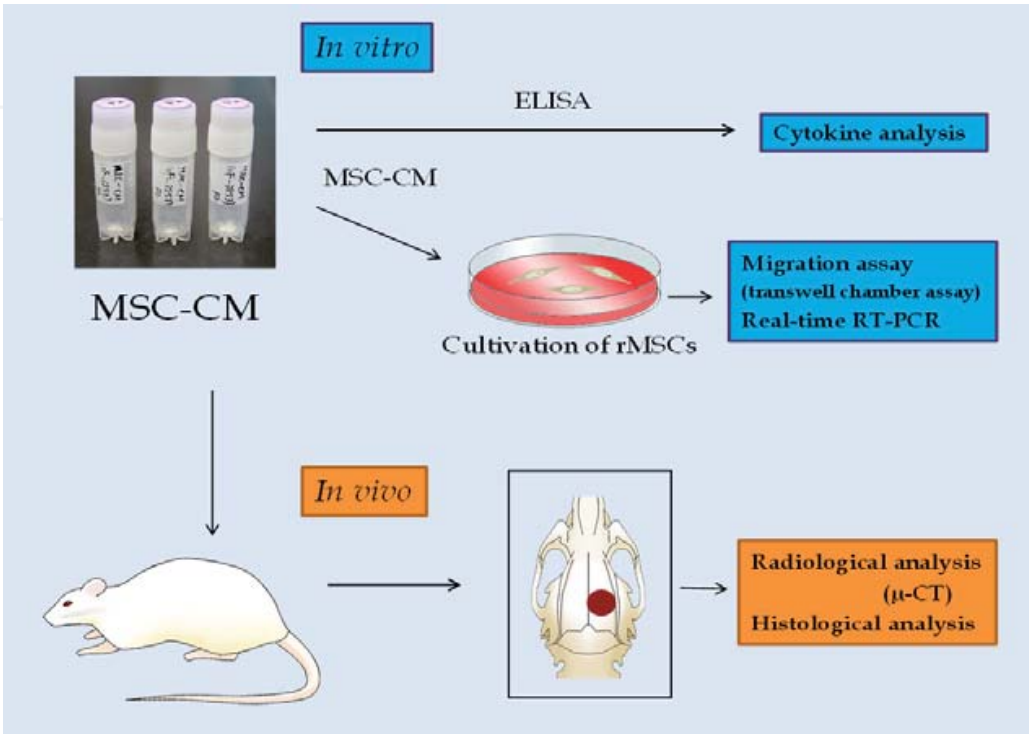 In vitro
ELISA
Cytokine analysis
MSC-CM
MSC-CM
Migration assay
(transwell chamber assay)
Real-time RT-PCR
Cultivation of rMSCs
In vivo
Radiological analysis
(μ-CT)
Histological analysis